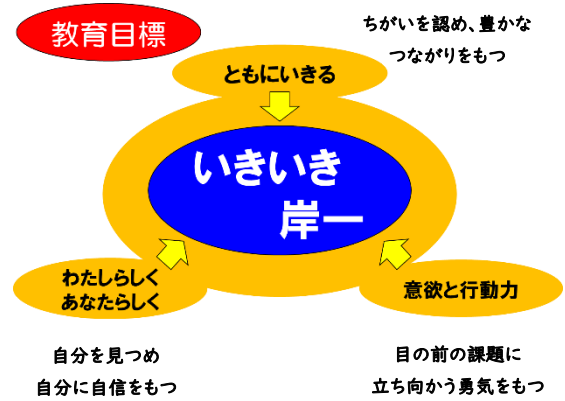 教育目標
ちがいを認め、豊かな
つながりをもつ
ともにいきる
いきいき
岸一
わたしらしく
あなたらしく
意欲と行動力
自分を見つめ
自分に自信をもつ
目の前の課題に
立ち向かう勇気をもつ